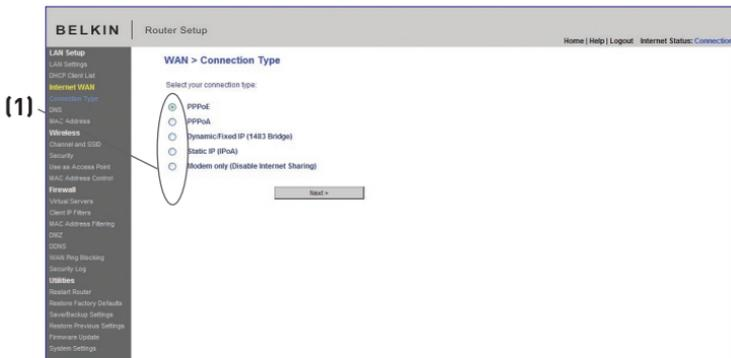 BELKIN | Router Setup
Home | Help | Logout Internet Status: Connection
LAN Setup
LAN Settings
DHCP Client List
Internet WAN
Connection Type
DNS
MAC Address
Wireless
Channel and SSID
Security
Use as Access Point
MAC Address Control
Firewall
Virtual Servers
Client IP Filters
MAC Address Filtering
DMZ
DDNS
WAN Ping Blocking
Security Log
Utilities
Restart Router
Restore Factory Defaults
Save/Backup Settings
Restore Previous Settings
Firmware Update
System Settings
(1)
WAN > Connection Type
Select your connection type:
PPPoE
PPPoA
Dynamic/Fixed IP (1483 Bridge)
Static IP (IPoA)
Modem only (Disable Internet Sharing)
Next >